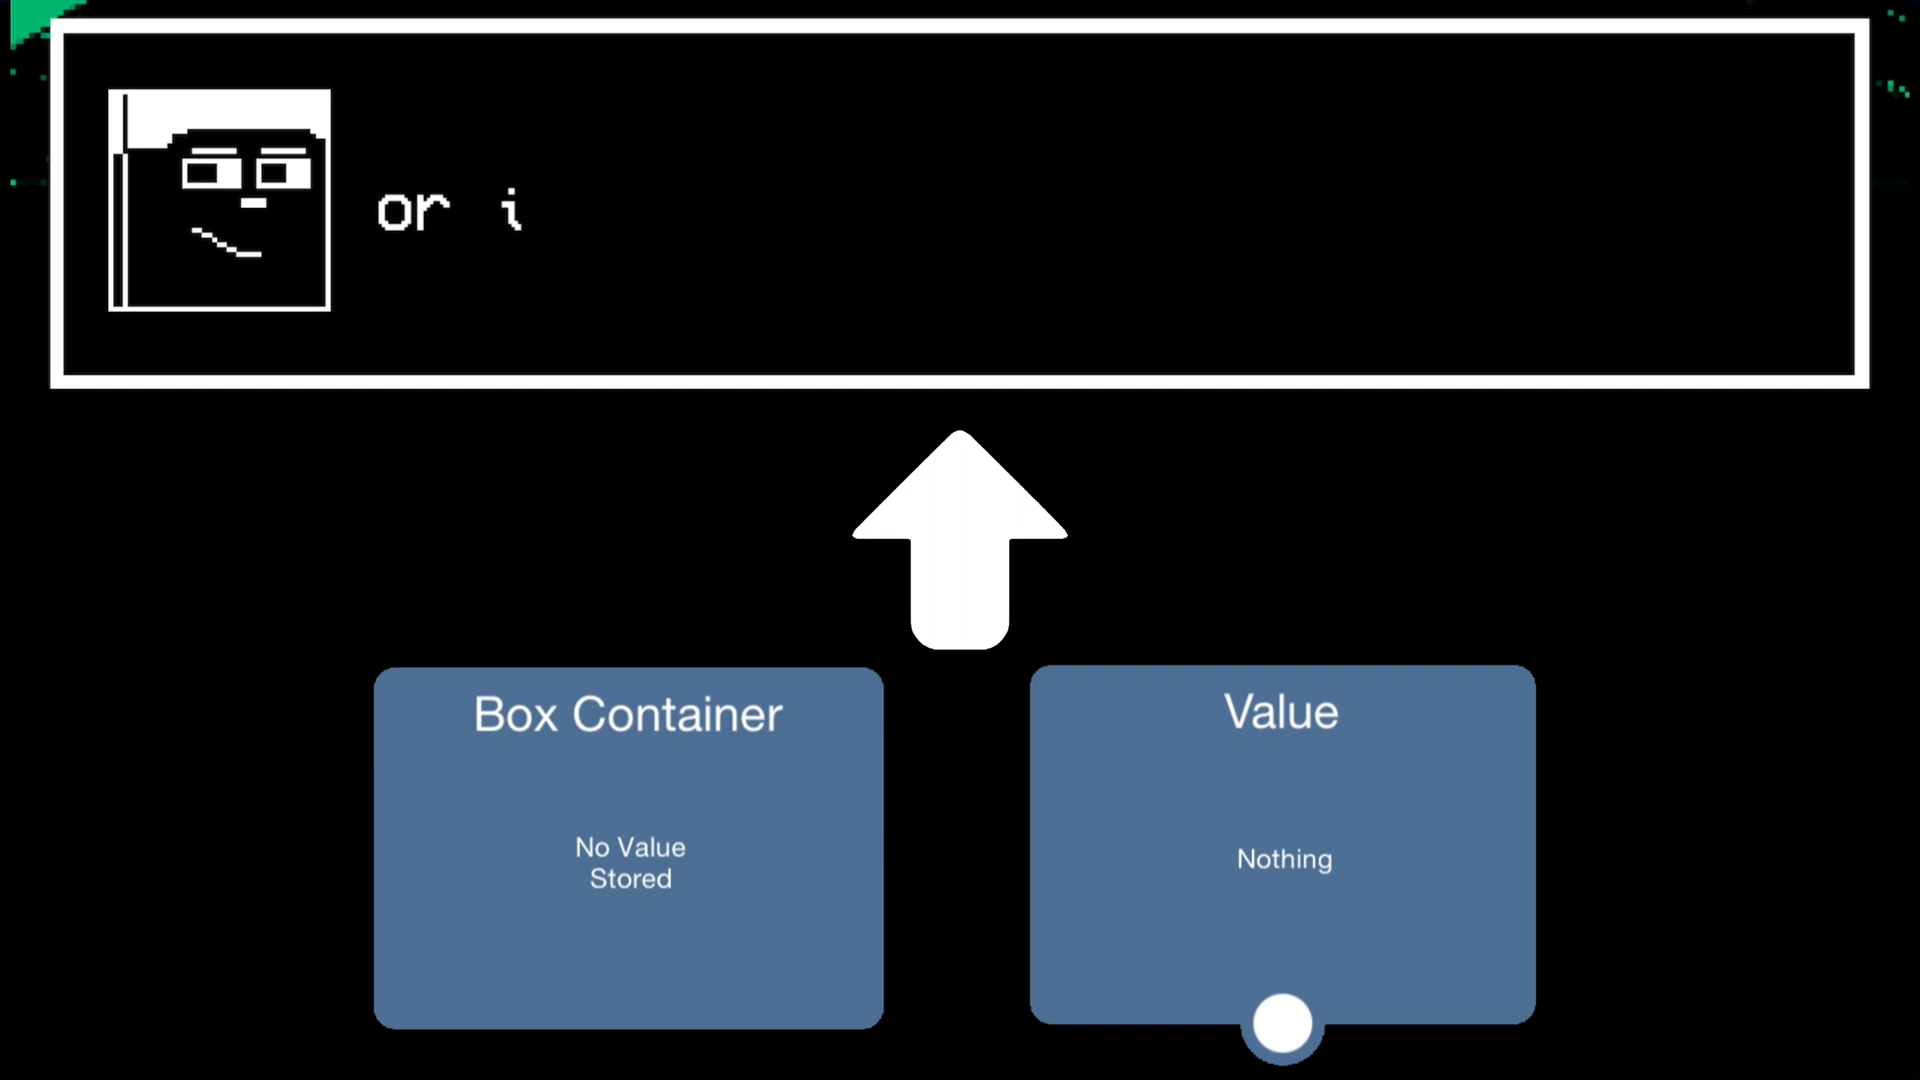 or i
Box Container
No Value
Stored
Value
Nothing